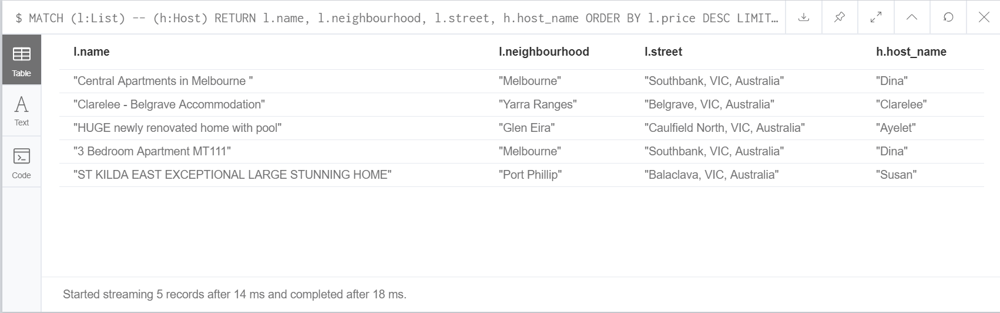 $ MATCH (l:List) -- (h:Host) RETURN l.name, l.neighbourhood, l.street, h.host_name ORDER BY l.price DESC LIMIT…
Table
Text
Code
l.name l.neighbourhood l.street h.host_name
"Central Apartments in Melbourne " "Melbourne" "Southbank, VIC, Australia" "Dina"
"Clarelee - Belgrave Accommodation" "Yarra Ranges" "Belgrave, VIC, Australia" "Clarelee"
"HUGE newly renovated home with pool" "Glen Eira" "Caulfield North, VIC, Australia" "Ayelet"
"3 Bedroom Apartment MT111" "Melbourne" "Southbank, VIC, Australia" "Dina"
"ST KILDA EAST EXCEPTIONAL LARGE STUNNING HOME" "Port Phillip" "Balaclava, VIC, Australia" "Susan"
Started streaming 5 records after 14 ms and completed after 18 ms.